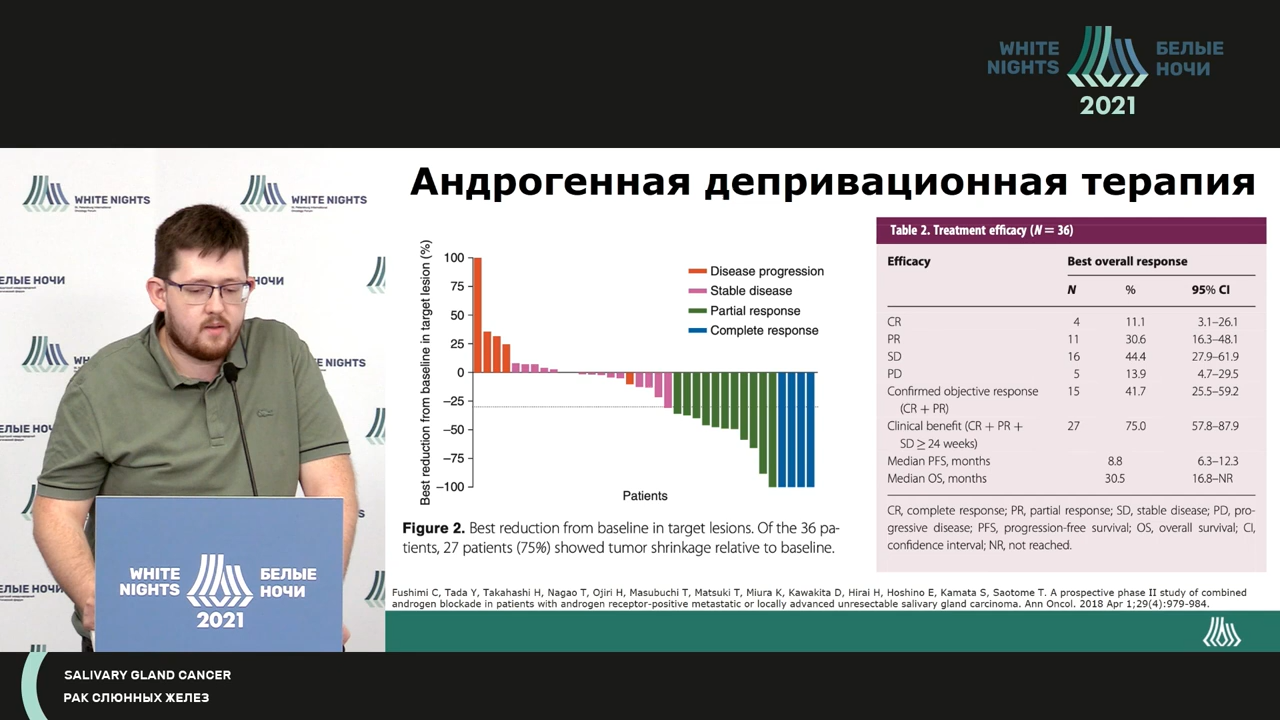 WHITE
NIGHTS
БЕЛЫЕ
НОЧИ
2021
WHITE NIGHTS
WHITE NIGHTS
ЕЛЫЕ НОЧИ
НОЧИ
WHITE NIGHTS
NIGHTS
WHITE
NIGHTS
БЕЛЫЕ
НОЧИ
2021
Андрогенная депривационная терапия
Best reduction from baseline in target lesion (%)
100
75
50
25
0
−25
−50
−75
−100
Disease progression
Stable disease
Partial response
Complete response
Patients
Figure 2. Best reduction from baseline in target lesions. Of the 36 pa-
tients, 27 patients (75%) showed tumor shrinkage relative to baseline.
Table 2. Treatment efficacy (N = 36)
Efficacy Best overall response
N % 95% CI
CR 4 11.1 3.1–26.1
PR 11 30.6 16.3–48.1
SD 16 44.4 27.9–61.9
PD 5 13.9 4.7–29.5
Confirmed objective response 15 41.7 25.5–59.2
(CR + PR)
Clinical benefit (CR + PR + 27 75.0 57.8–87.9
SD ≥ 24 weeks)
Median PFS, months 8.8 6.3–12.3
Median OS, months 30.5 16.8–NR
CR, complete response; PR, partial response; SD, stable disease; PD, pro-
gressive disease; PFS, progression-free survival; OS, overall survival; CI,
confidence interval; NR, not reached.
Fushimi C, Tada Y, Takahashi H, Nagao T, Ojiri H, Masubuchi T, Matsuki T, Miura K, Kawakita D, Hirai H, Hoshino E, Kamata S, Saotome T. A prospective phase II study of combined
androgen blockade in patients with androgen receptor-positive metastatic or locally advanced unresectable salivary gland carcinoma. Ann Oncol. 2018 Apr 1;29(4):979-984.
SALIVARY GLAND CANCER
РАК СЛЮННЫХ ЖЕЛЕЗ